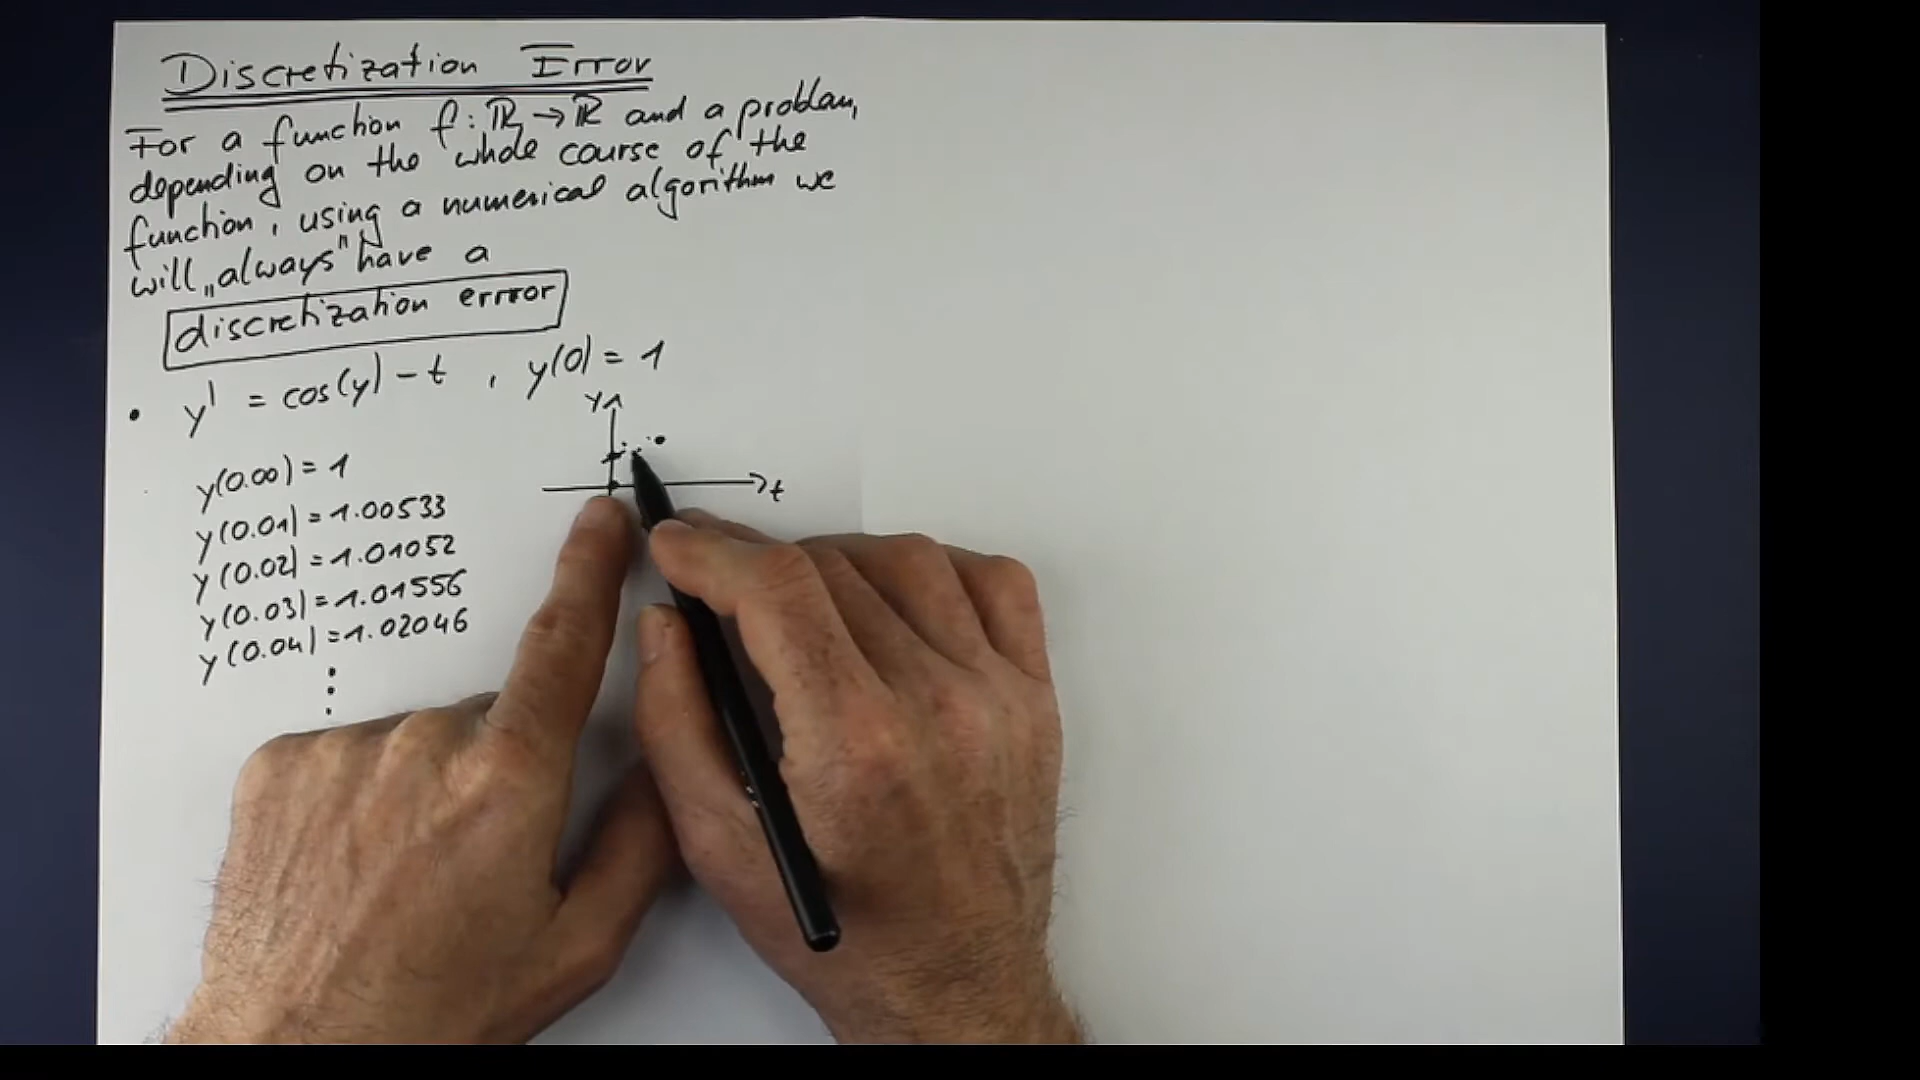 Discretization Error
For a function f: ℝ → ℝ and a problem,
depending on the whole course of the
function, using a numerical algorithm we
will „always" have a
discretization errror
• y' = cos(y) - t , y(0) = 1
y
t
y(0.00) = 1
y(0.01) = 1.00533
y(0.02) = 1.01052
y(0.03) = 1.01556
y(0.04) = 1.02046
⋮